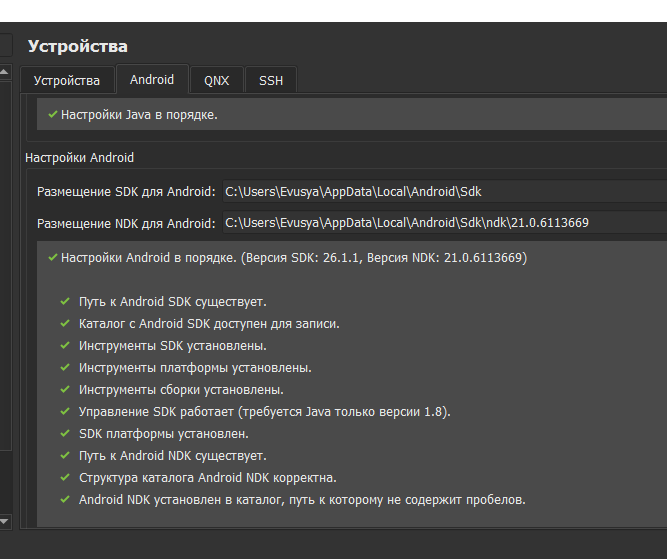 Устройства
Устройства Android QNX SSH
Настройки Java в порядке.
Настройки Android
Размещение SDK для Android: C:\Users\Evusya\AppData\Local\Android\Sdk
Размещение NDK для Android: C:\Users\Evusya\AppData\Local\Android\Sdk\ndk\21.0.6113669
Настройки Android в порядке. (Версия SDK: 26.1.1, Версия NDK: 21.0.6113669)
Путь к Android SDK существует.
Каталог с Android SDK доступен для записи.
Инструменты SDK установлены.
Инструменты платформы установлены.
Инструменты сборки установлены.
Управление SDK работает (требуется Java только версии 1.8).
SDK платформы установлен.
Путь к Android NDK существует.
Структура каталога Android NDK корректна.
Android NDK установлен в каталог, путь к которому не содержит пробелов.